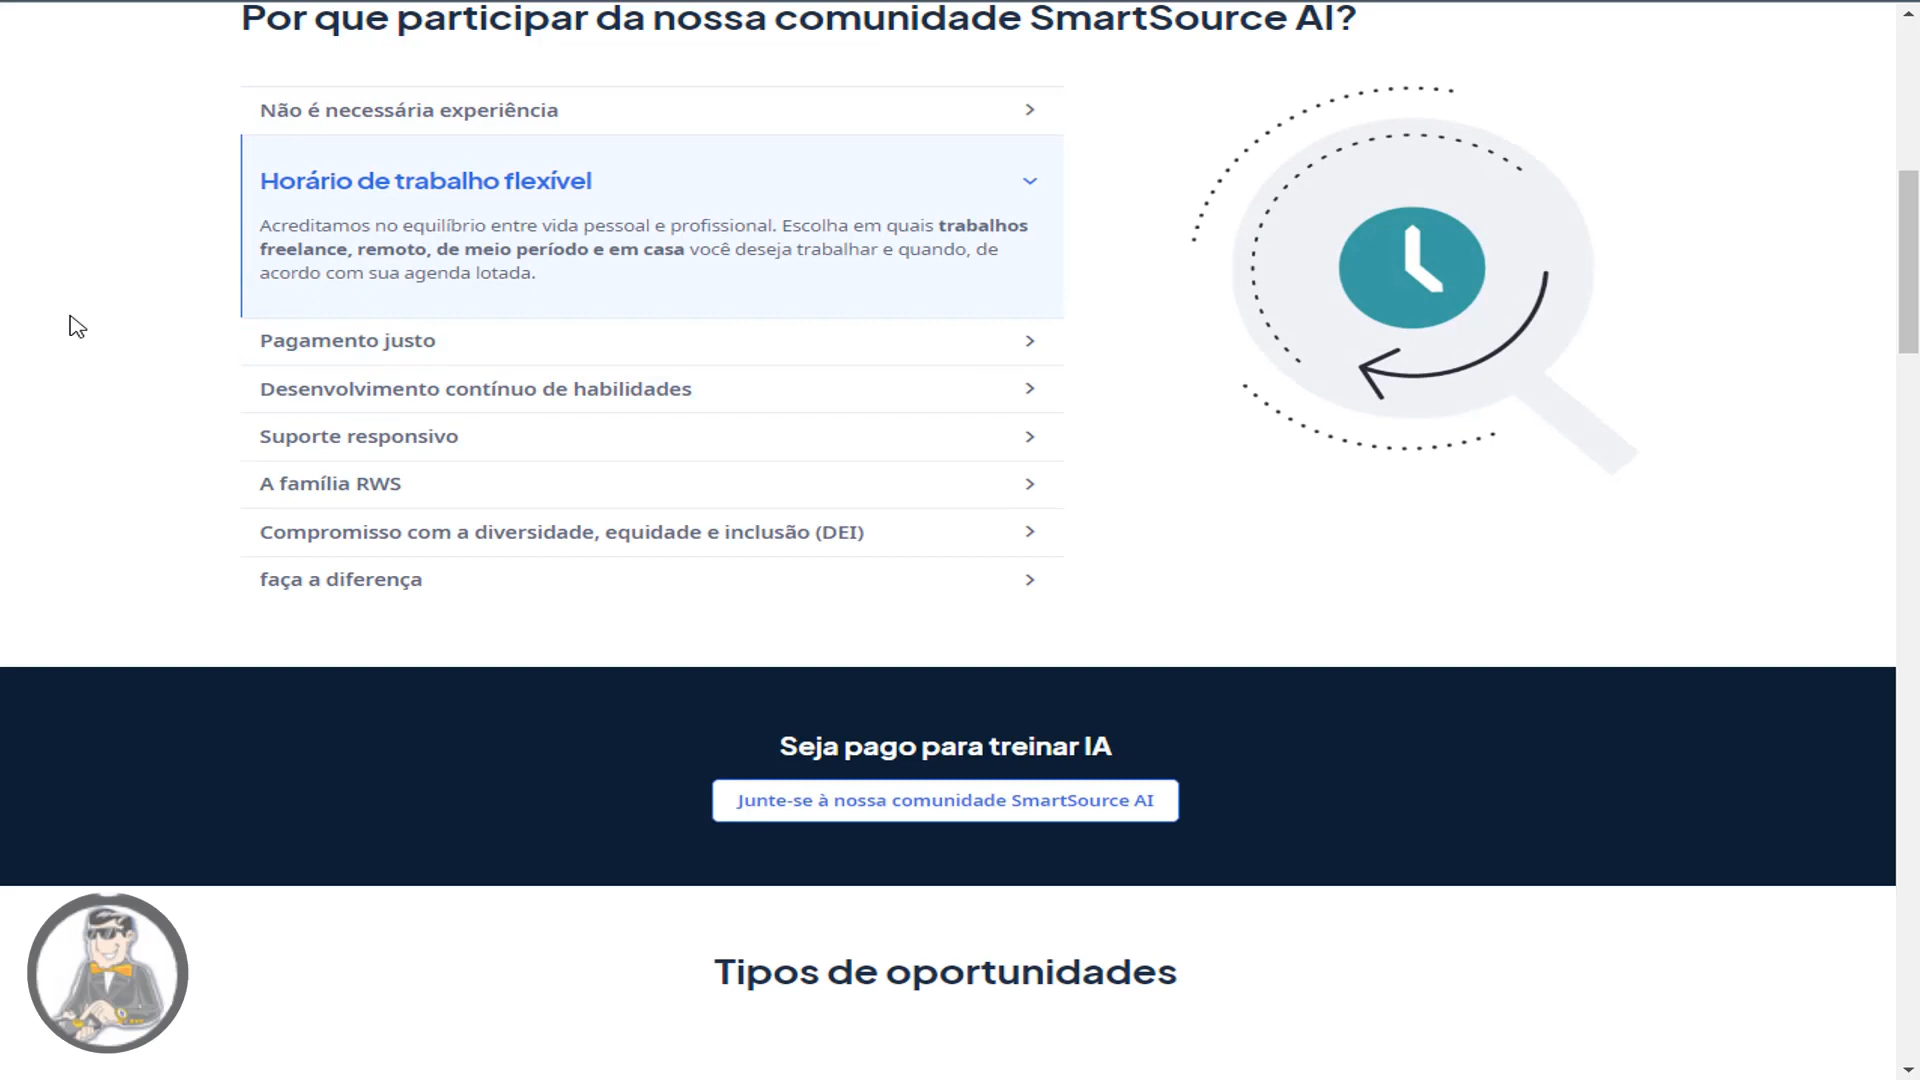 Por que participar da nossa comunidade SmartSource AI?
Não é necessária experiência
Horário de trabalho flexível
Acreditamos no equilíbrio entre vida pessoal e profissional. Escolha em quais trabalhos
freelance, remoto, de meio período e em casa você deseja trabalhar e quando, de
acordo com sua agenda lotada.
Pagamento justo
Desenvolvimento contínuo de habilidades
Suporte responsivo
A família RWS
Compromisso com a diversidade, equidade e inclusão (DEI)
faça a diferença
Seja pago para treinar IA
Junte-se à nossa comunidade SmartSource AI
Tipos de oportunidades